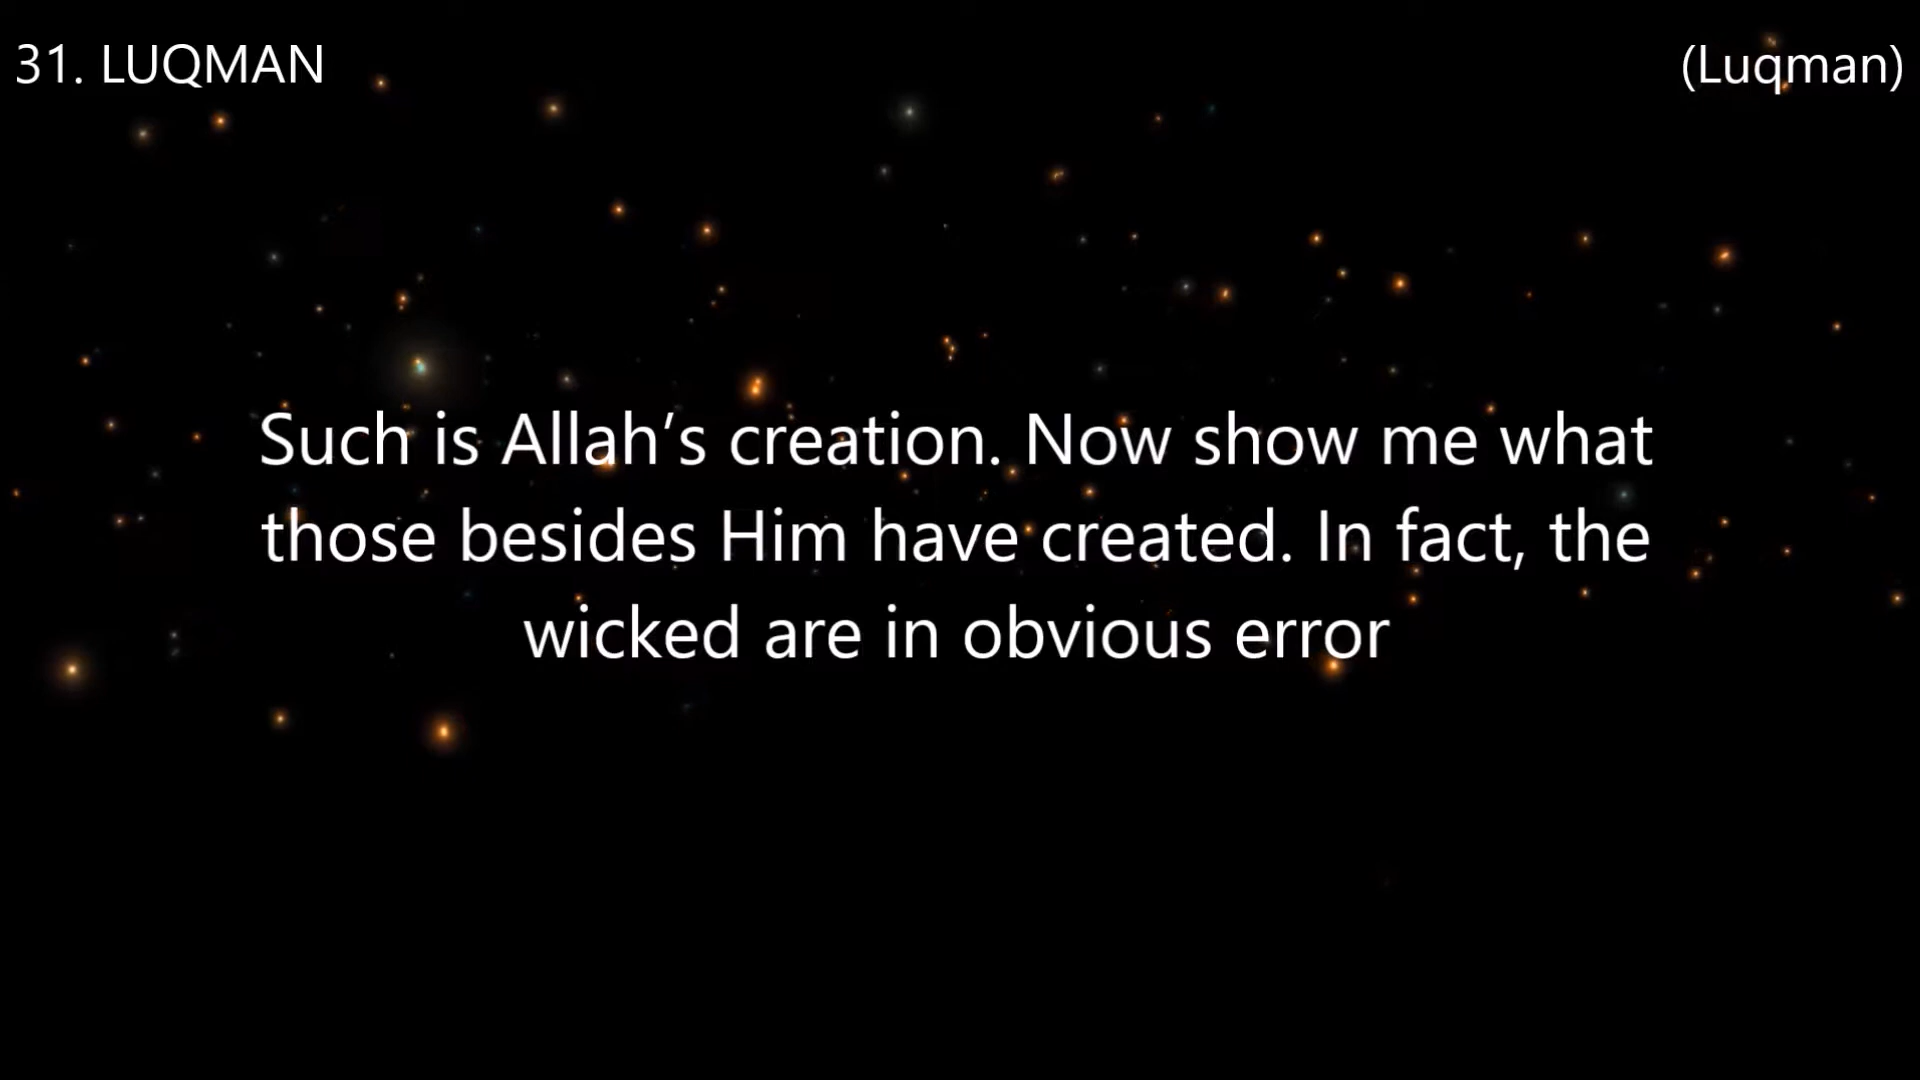 31. LUQMAN
(Luqman)
Such is Allah’s creation. Now show me what
those besides Him have created. In fact, the
wicked are in obvious error